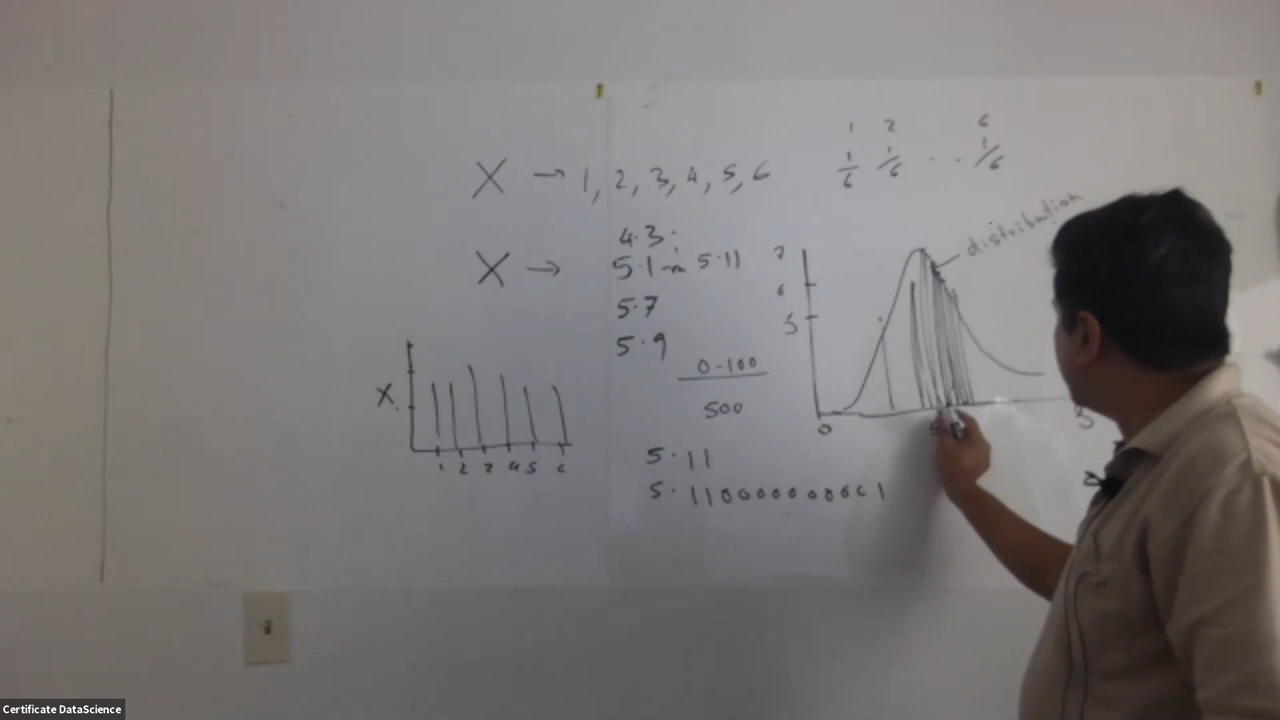 1 2 6
X → 1, 2, 3, 4, 5, 6 1/6 1/6 . . . 1/6
distribution
4.3
X → 5.1 5.11
5.7
5.9
7
6
5
0
0-100
500
X
1 2 3 4 5 6
5.11
5.110000000001
Certificate DataScience